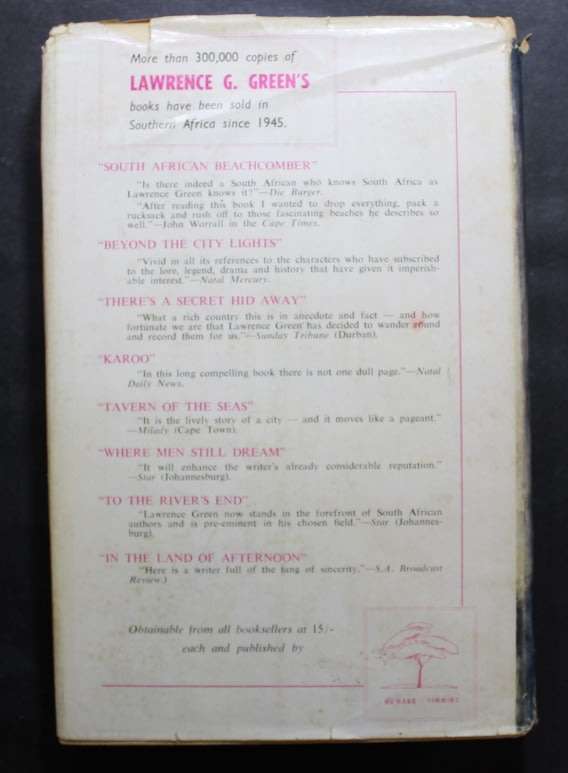 More than 300,000 copies of
LAWRENCE G. GREEN'S
books have been sold in
Southern Africa since 1945.
"SOUTH AFRICAN BEACHCOMBER"
"Is there indeed a South African who knows South Africa as
Lawrence Green knows it?"—Die Burger.
"After reading this book I wanted to drop everything, pack a
rucksack and rush off to those fascinating beaches he describes so
well."—John Worrall in the Cape Times.
"BEYOND THE CITY LIGHTS"
"Vivid in all its references to the characters who have subscribed
to the lore, legend, drama and history that have given it imperish-
able interest."—Natal Mercury.
"THERE'S A SECRET HID AWAY"
"What a rich country this is in anecdote and fact — and how
fortunate we are that Lawrence Green has decided to wander around
and record them for us."—Sunday Tribune (Durban).
"KAROO"
"In this long compelling book there is not one dull page."—Natal
Daily News.
"TAVERN OF THE SEAS"
"It is the lively story of a city — and it moves like a pageant."
—Milady (Cape Town).
"WHERE MEN STILL DREAM"
"It will enhance the writer's already considerable reputation."
—Star (Johannesburg).
"TO THE RIVER'S END"
"Lawrence Green now stands in the forefront of South African
authors and is pre-eminent in his chosen field."—Star (Johannes-
burg).
"IN THE LAND OF AFTERNOON"
"Here is a writer full of the tang of sincerity."—S.A. Broadcast
Review.)
Obtainable from all booksellers at 15/-
each and published by
HOWARD TIMMINS